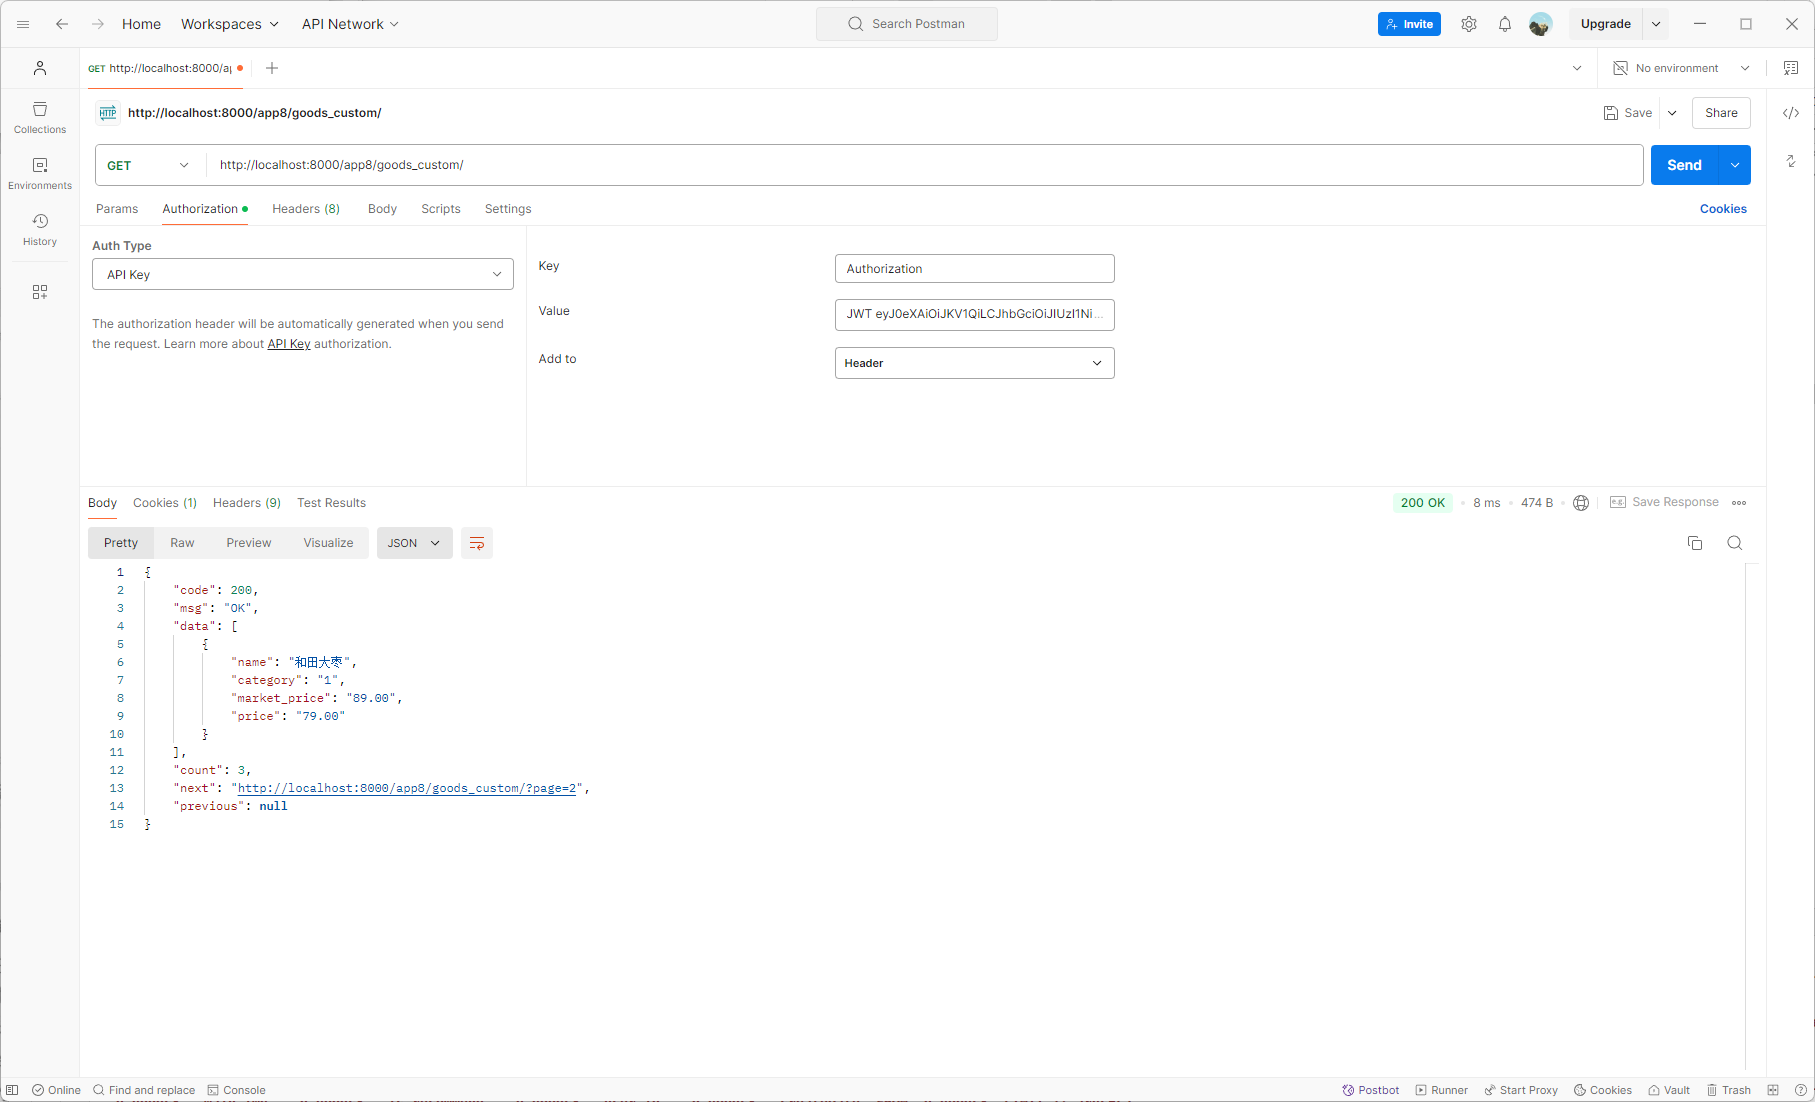 Home Workspaces API Network Search Postman Invite Upgrade
GET http://localhost:8000/a No environment
HTTP http://localhost:8000/app8/goods_custom/ Save Share
Collections
GET http://localhost:8000/app8/goods_custom/ Send
Environments
Params Authorization Headers (8) Body Scripts Settings Cookies
History
Auth Type
API Key
The authorization header will be automatically generated when you send
the request. Learn more about API Key authorization.
Key Authorization
Value JWT eyJ0eXAiOiJKV1QiLCJhbGciOiJIUzI1Ni...
Add to Header
Body Cookies (1) Headers (9) Test Results 200 OK 8 ms 474 B e.g. Save Response
Pretty Raw Preview Visualize JSON
1 {
2 "code": 200,
3 "msg": "OK",
4 "data": [
5 {
6 "name": "和田大枣",
7 "category": "1",
8 "market_price": "89.00",
9 "price": "79.00"
10 }
11 ],
12 "count": 3,
13 "next": "http://localhost:8000/app8/goods_custom/?page=2",
14 "previous": null
15 }
Online Find and replace Console Postbot Runner Start Proxy Cookies Vault Trash